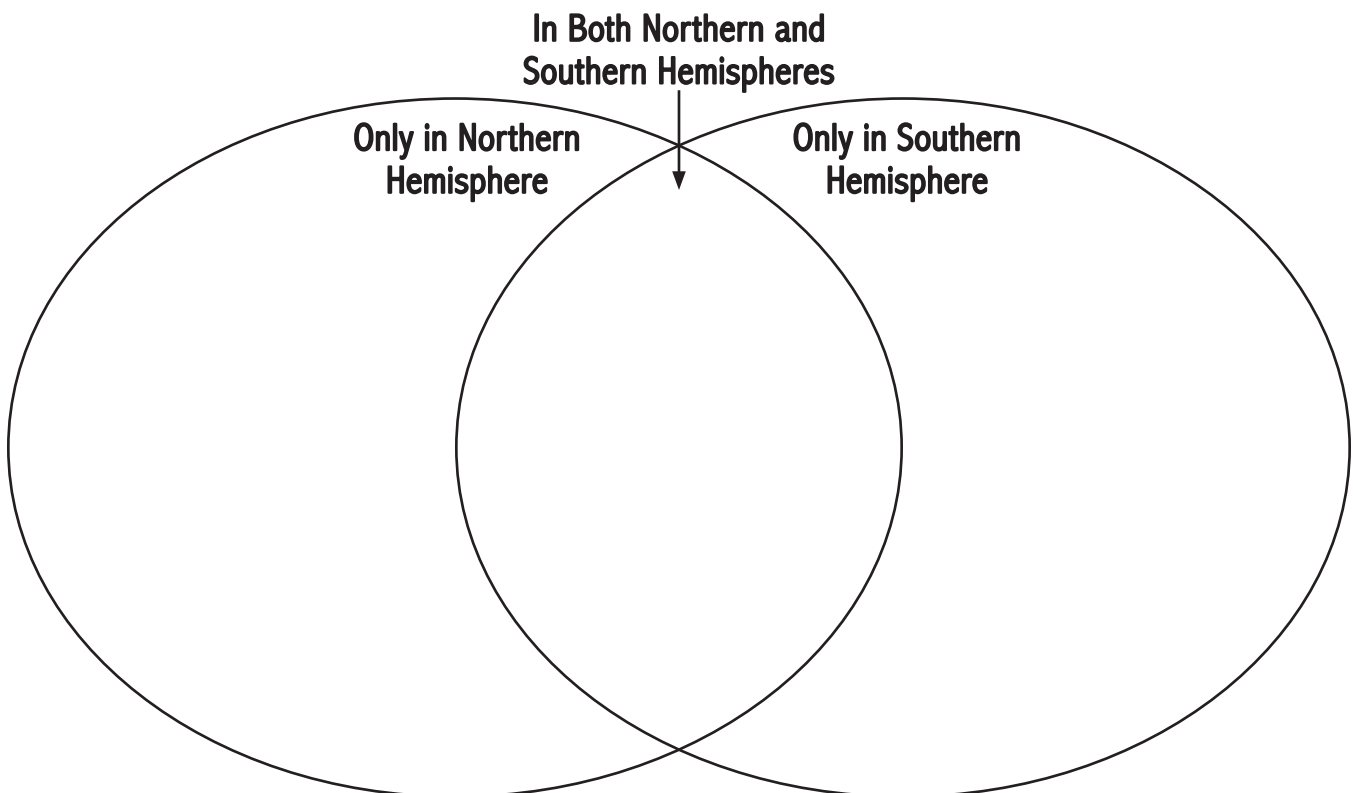 In Both Northern and
Southern Hemispheres
Only in Northern
Hemisphere
Only in Southern
Hemisphere